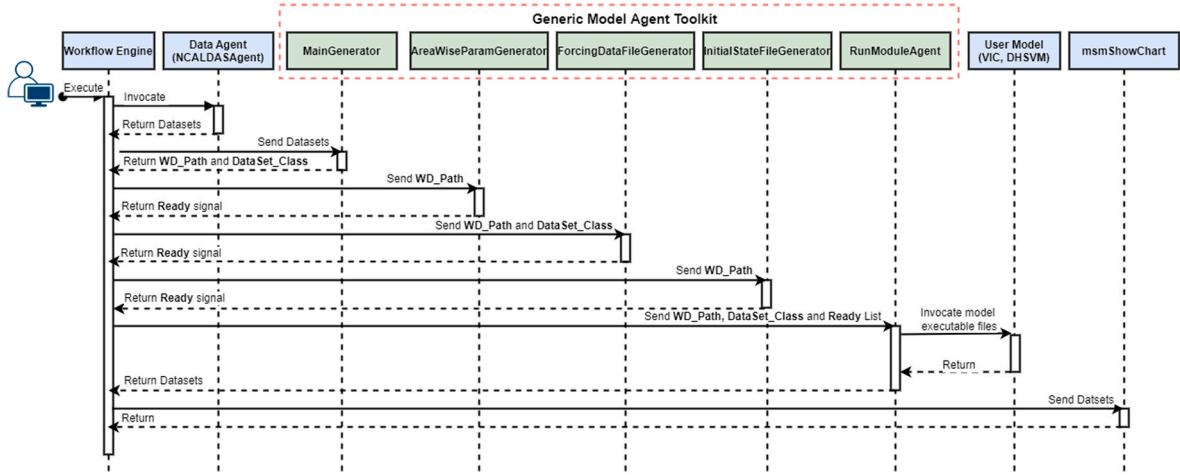 Generic Model Agent Toolkit
Workflow Engine
Data Agent
(NCALDASAgent)
MainGenerator
AreaWiseParamGenerator
ForcingDataFileGenerator
InitialStateFileGenerator
RunModuleAgent
User Model
(VIC, DHSVM)
msmShowChart
Execute
Invocate
Return Datasets
Send Datasets
Return WD_Path and DataSet_Class
Send WD_Path
Return Ready signal
Send WD_Path and DataSet_Class
Return Ready signal
Send WD_Path
Return Ready signal
Send WD_Path, DataSet_Class and Ready List
Invocate model
executable files
Return
Return Datasets
Send Datsets
Return